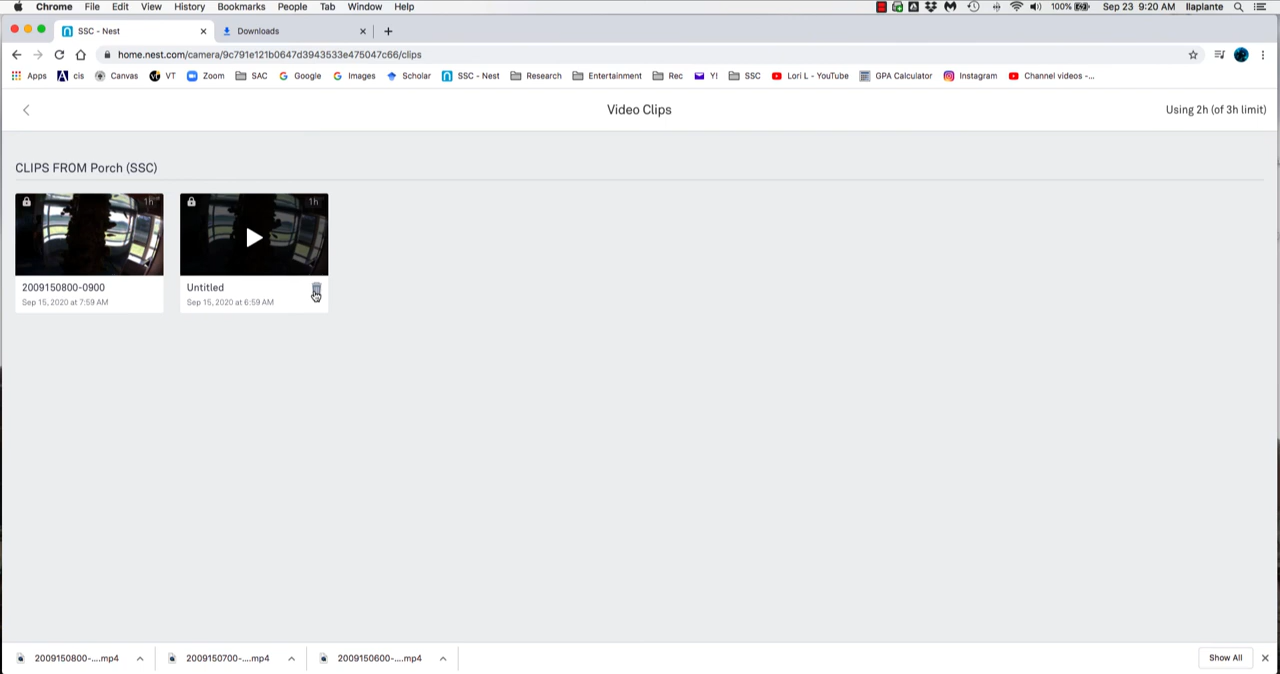 Chrome File Edit View History Bookmarks People Tab Window Help 100% Sep 23 9:20 AM llaplante
SSC - Nest Downloads
home.nest.com/camera/9c791e121b0647d3943533e475047c66/clips
Apps cis Canvas VT Zoom SAC Google Images Scholar SSC - Nest Research Entertainment Rec Y! SSC Lori L - YouTube GPA Calculator Instagram Channel videos -...
Video Clips
Using 2h (of 3h limit)
CLIPS FROM Porch (SSC)
1h 1h
2009150800-0900 Untitled
Sep 15, 2020 at 7:59 AM Sep 15, 2020 at 6:59 AM
2009150800-....mp4 2009150700-....mp4 2009150600-....mp4 Show All